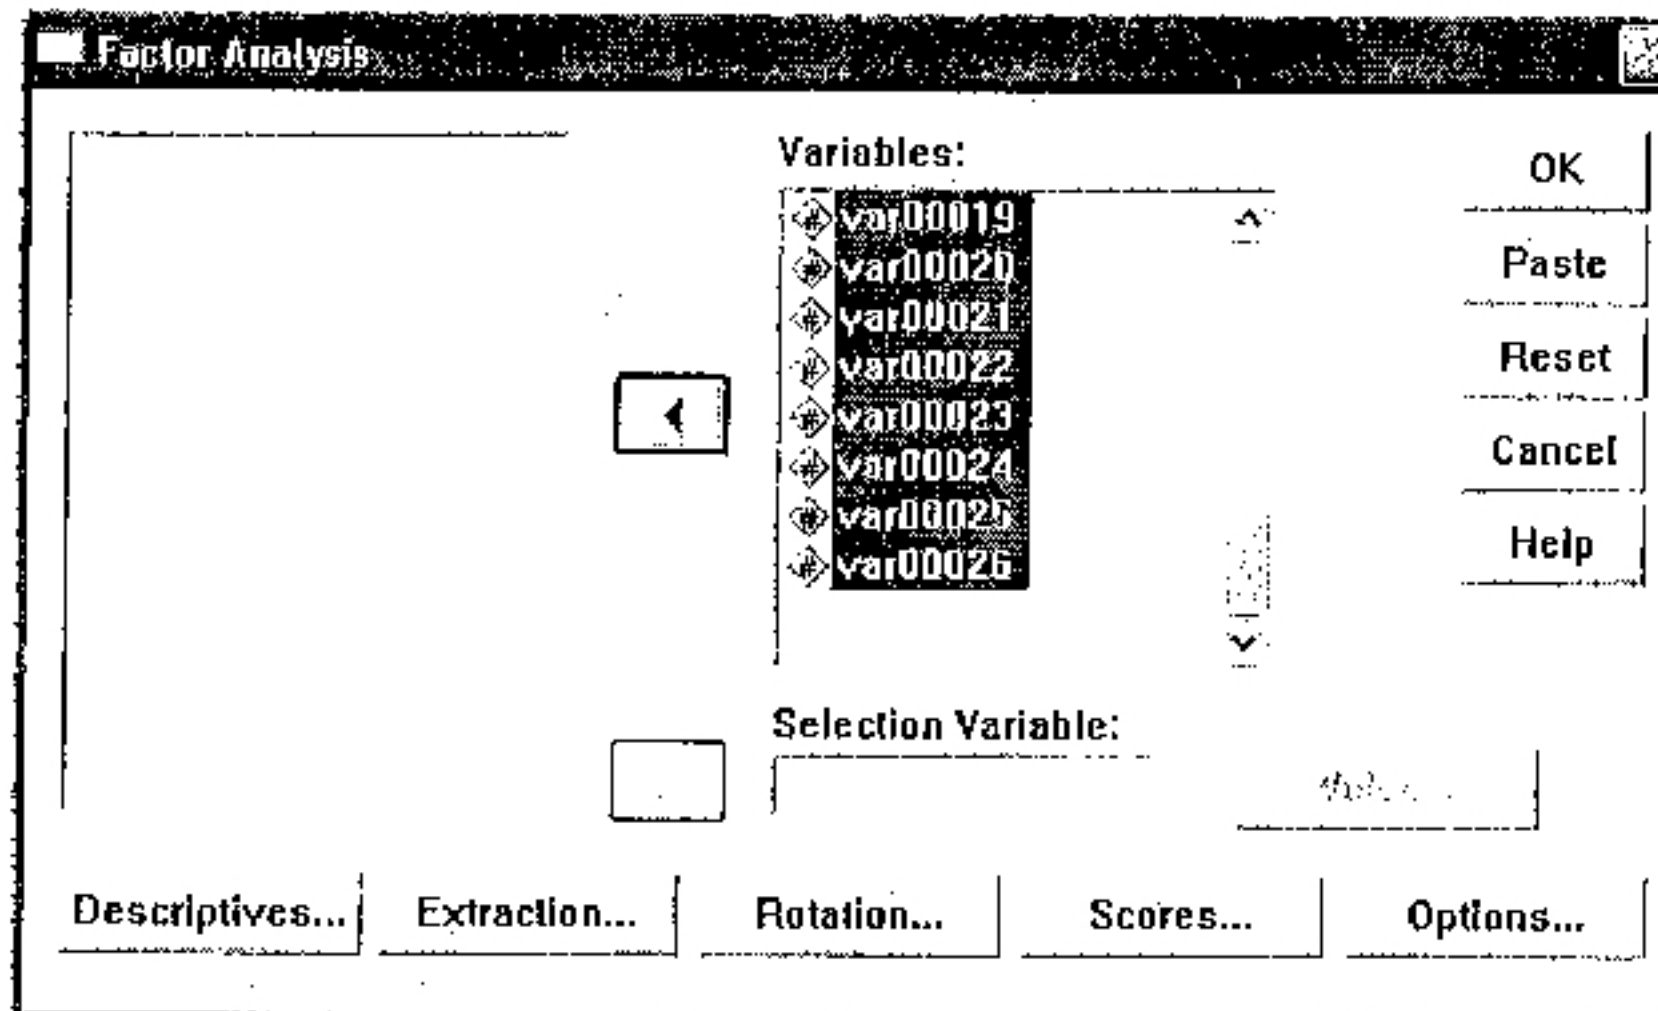 Factor Analysis
Variables:
var00019
var00020
var00021
var00022
var00023
var00024
var00025
var00026
OK
Paste
Reset
Cancel
Help
Selection Variable:
Descriptives...
Extraction...
Rotation...
Scores...
Options...